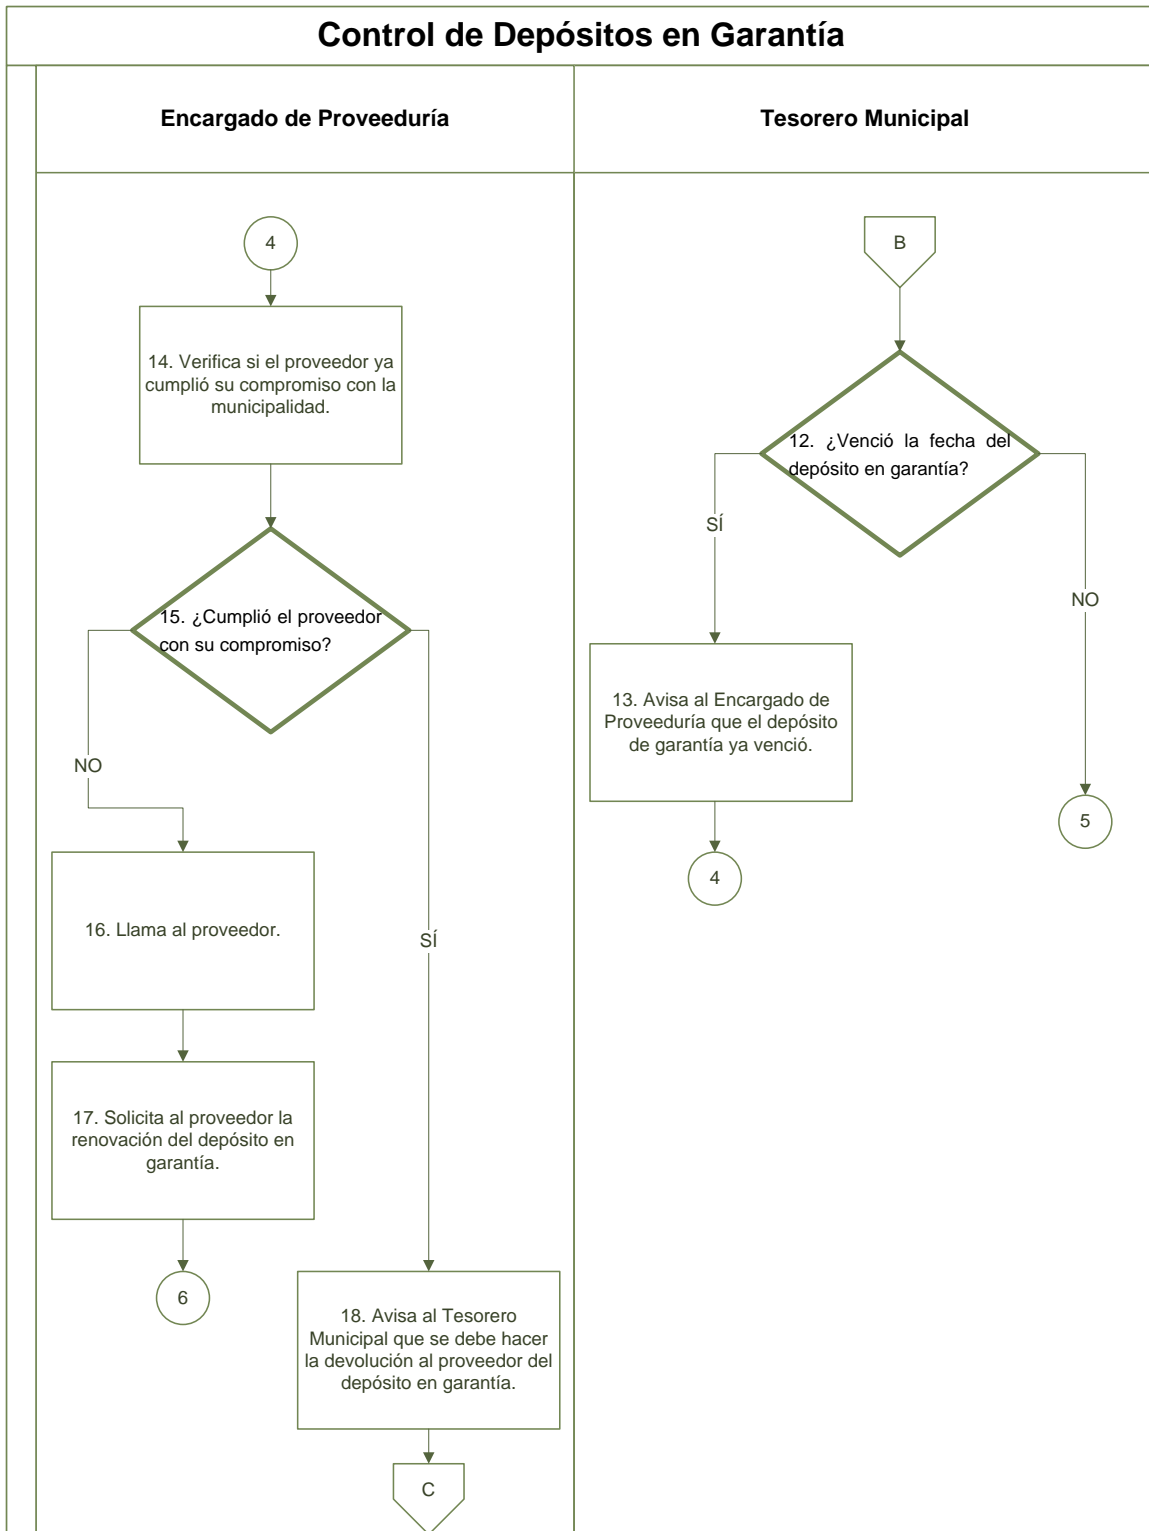 Control de Depósitos en Garantía
Encargado de Proveeduría
Tesorero Municipal
4
14. Verifica si el proveedor ya
cumplió su compromiso con la
municipalidad.
15. ¿Cumplió el proveedor
con su compromiso?
NO
SÍ
16. Llama al proveedor.
17. Solicita al proveedor la
renovación del depósito en
garantía.
6
18. Avisa al Tesorero
Municipal que se debe hacer
la devolución al proveedor del
depósito en garantía.
C
B
12. ¿Venció la fecha del
depósito en garantía?
SÍ
NO
13. Avisa al Encargado de
Proveeduría que el depósito
de garantía ya venció.
4
5